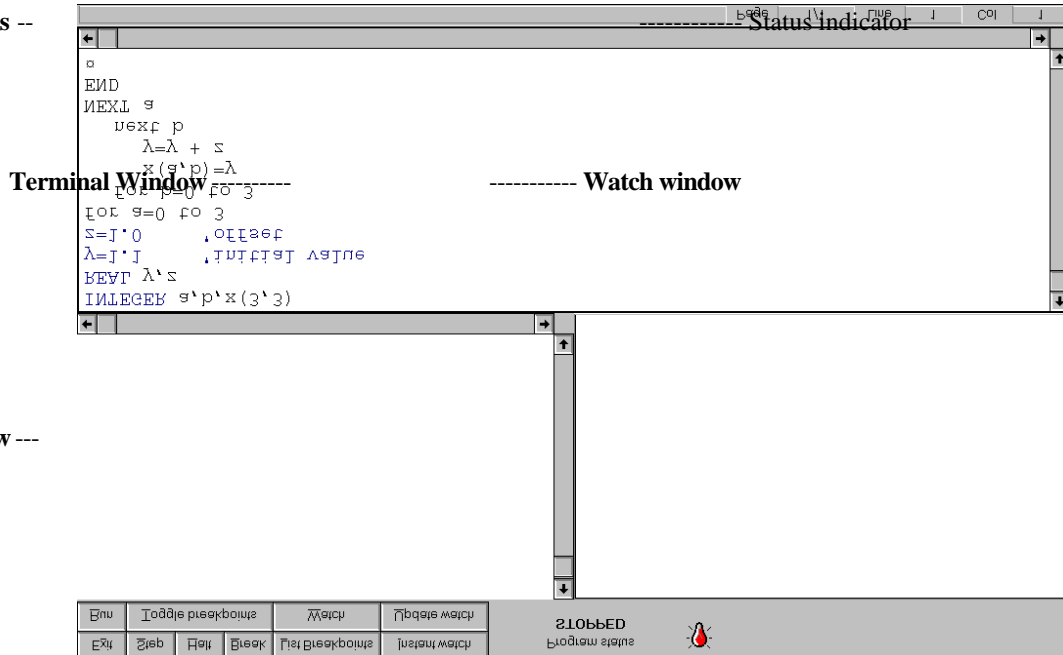 s -- ------------- Status indicator
Terminal Window ---------- ----------- Watch window
w ---
Exit Step Halt Break List Breakpoints Instant watch Program status
Run Toggle breakpoints Watch Update watch STOPPED
INTEGER a,b,x(3,3)
REAL y,z
y=1.1 'initial value
z=1.0 'offset
for a=0 to 3
for b=0 to 3
x(a,b)=y
y=y + z
next b
NEXT a
END
¤
Page 1/1 Line 1 Col 1